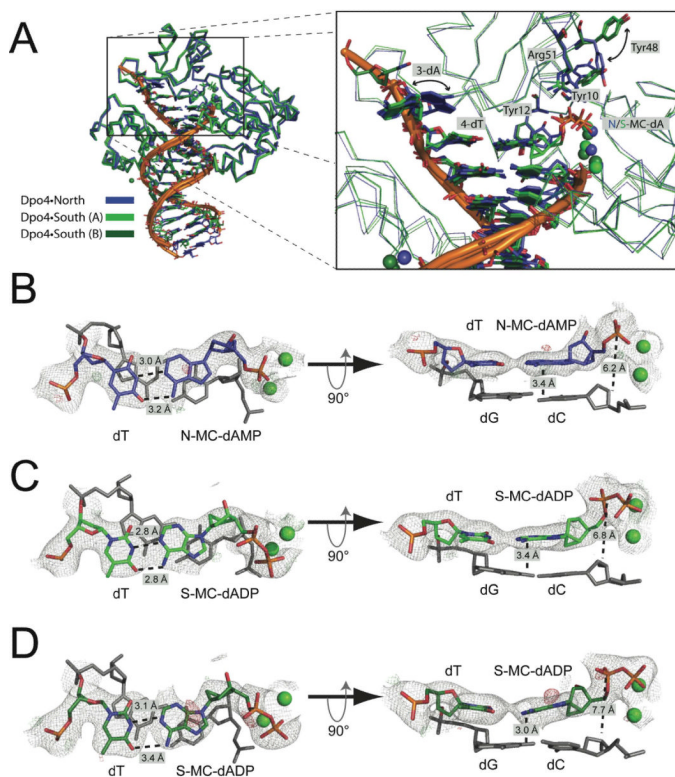 A
3-dA
Arg51
Tyr48
Tyr10
Tyr12
4-dT
N/S-MC-dA
Dpo4•North
Dpo4•South (A)
Dpo4•South (B)
B
3.0 Å
3.2 Å
dT N-MC-dAMP
90°
dT N-MC-dAMP
3.4 Å
6.2 Å
dG dC
C
2.8 Å
2.8 Å
dT S-MC-dADP
90°
dT S-MC-dADP
3.4 Å
6.8 Å
dG dC
D
3.1 Å
3.4 Å
dT S-MC-dADP
90°
dT S-MC-dADP
3.0 Å
7.7 Å
dG dC